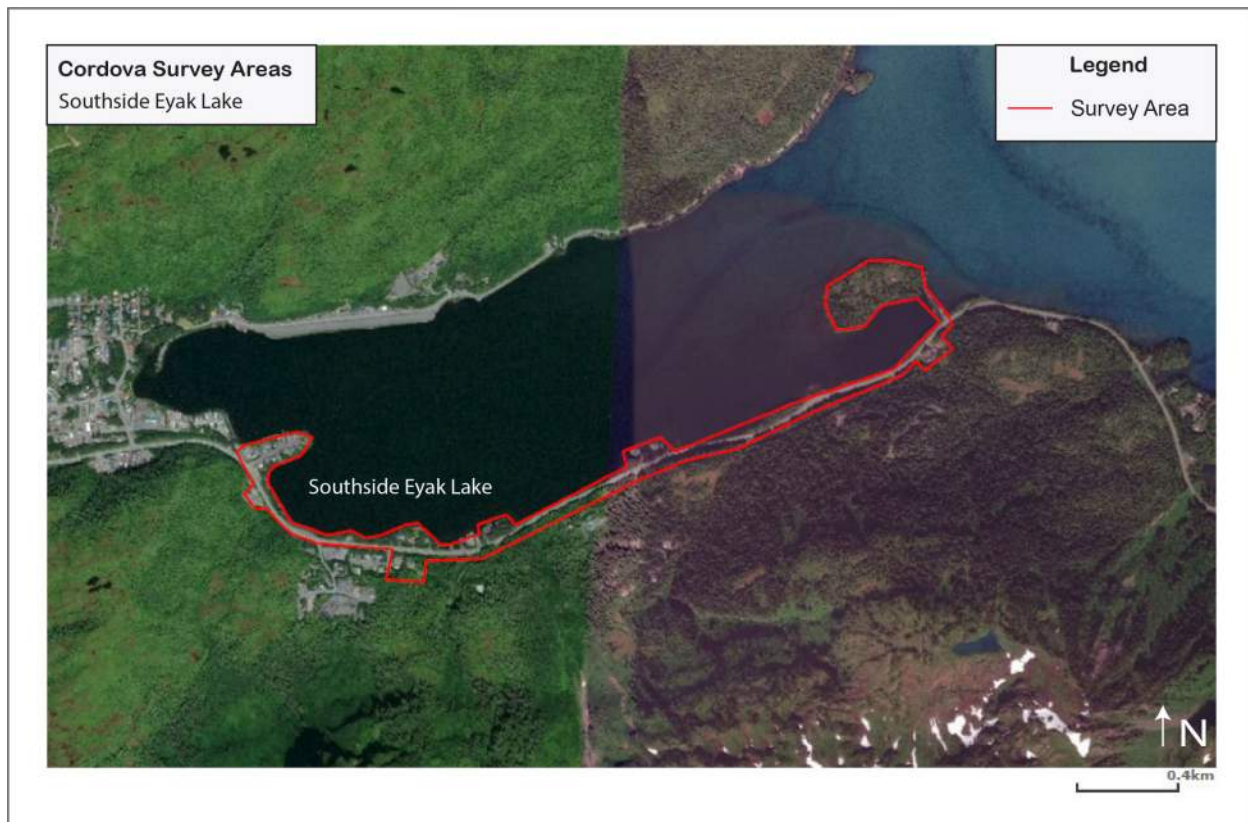 Cordova Survey Areas
Southside Eyak Lake
Legend
Survey Area
Southside Eyak Lake
N
0.4km